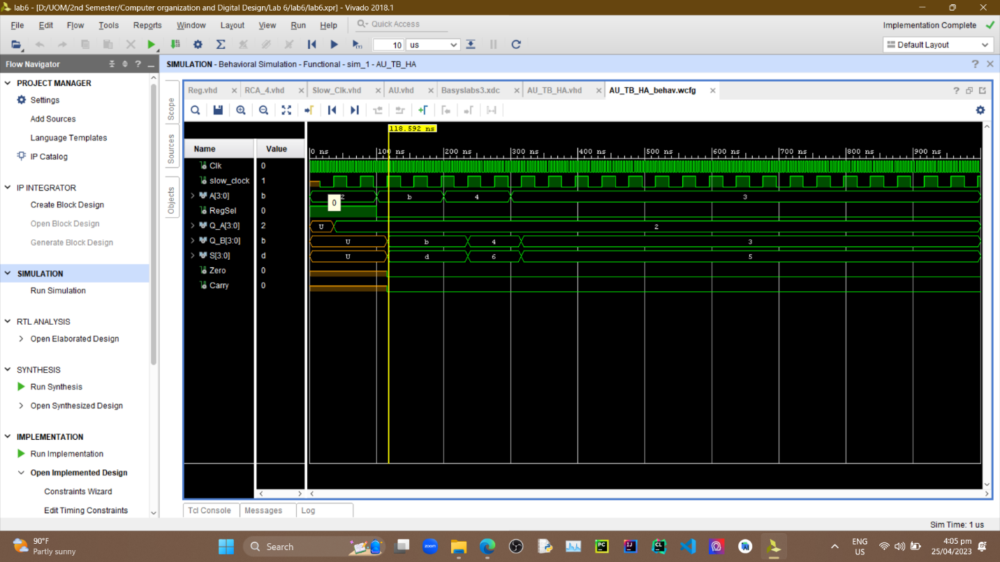 lab6 - [D:/UOM/2nd Semester/Computer organization and Digital Design/Lab 6/lab6/lab6.xpr] - Vivado 2018.1
File Edit Flow Tools Reports Window Layout View Run Help Quick Access
Implementation Complete
10 us
Default Layout
Flow Navigator
SIMULATION - Behavioral Simulation - Functional - sim_1 - AU_TB_HA
PROJECT MANAGER
Settings
Add Sources
Language Templates
IP Catalog
IP INTEGRATOR
Create Block Design
Open Block Design
Generate Block Design
SIMULATION
Run Simulation
RTL ANALYSIS
Open Elaborated Design
SYNTHESIS
Run Synthesis
Open Synthesized Design
IMPLEMENTATION
Run Implementation
Open Implemented Design
Constraints Wizard
Edit Timing Constraints
Scope
Sources
Objects
Reg.vhd RCA_4.vhd Slow_Clk.vhd AU.vhd Basyslabs3.xdc AU_TB_HA.vhd AU_TB_HA_behav.wcfg
118.592 ns
Name Value
0 ns 100 ns 200 ns 300 ns 400 ns 500 ns 600 ns 700 ns 800 ns 900 ns
Clk 0
slow_clock 1
A[3:0] b 2 b 4 3
0
RegSel 0
Q_A[3:0] 2 U 2
Q_B[3:0] b U b 4 3
S[3:0] d U d 6 5
Zero 0
Carry 0
Tcl Console Messages Log
Sim Time: 1 us
90°F
Partly sunny
Search
zoom
PC
IJ
CL
ENG
US
4:05 pm
25/04/2023